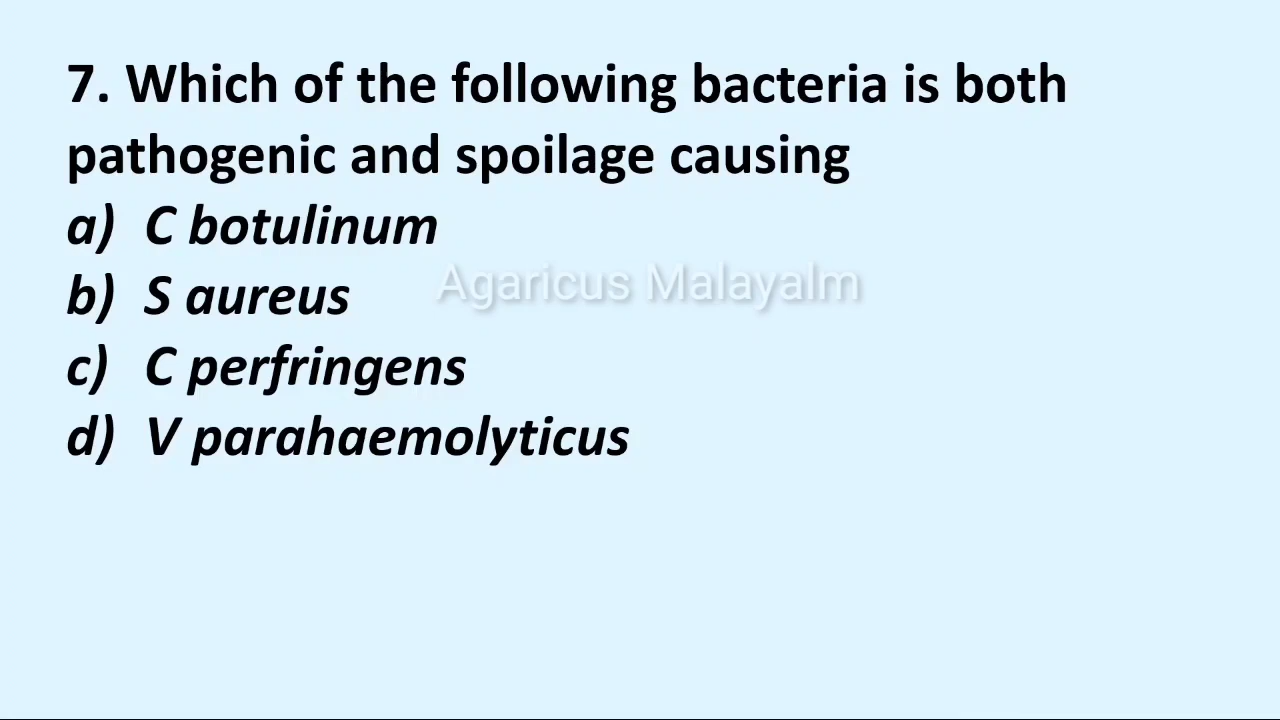 7. Which of the following bacteria is both
pathogenic and spoilage causing
a) C botulinum
b) S aureus
Agaricus Malayalm
c) C perfringens
d) V parahaemolyticus